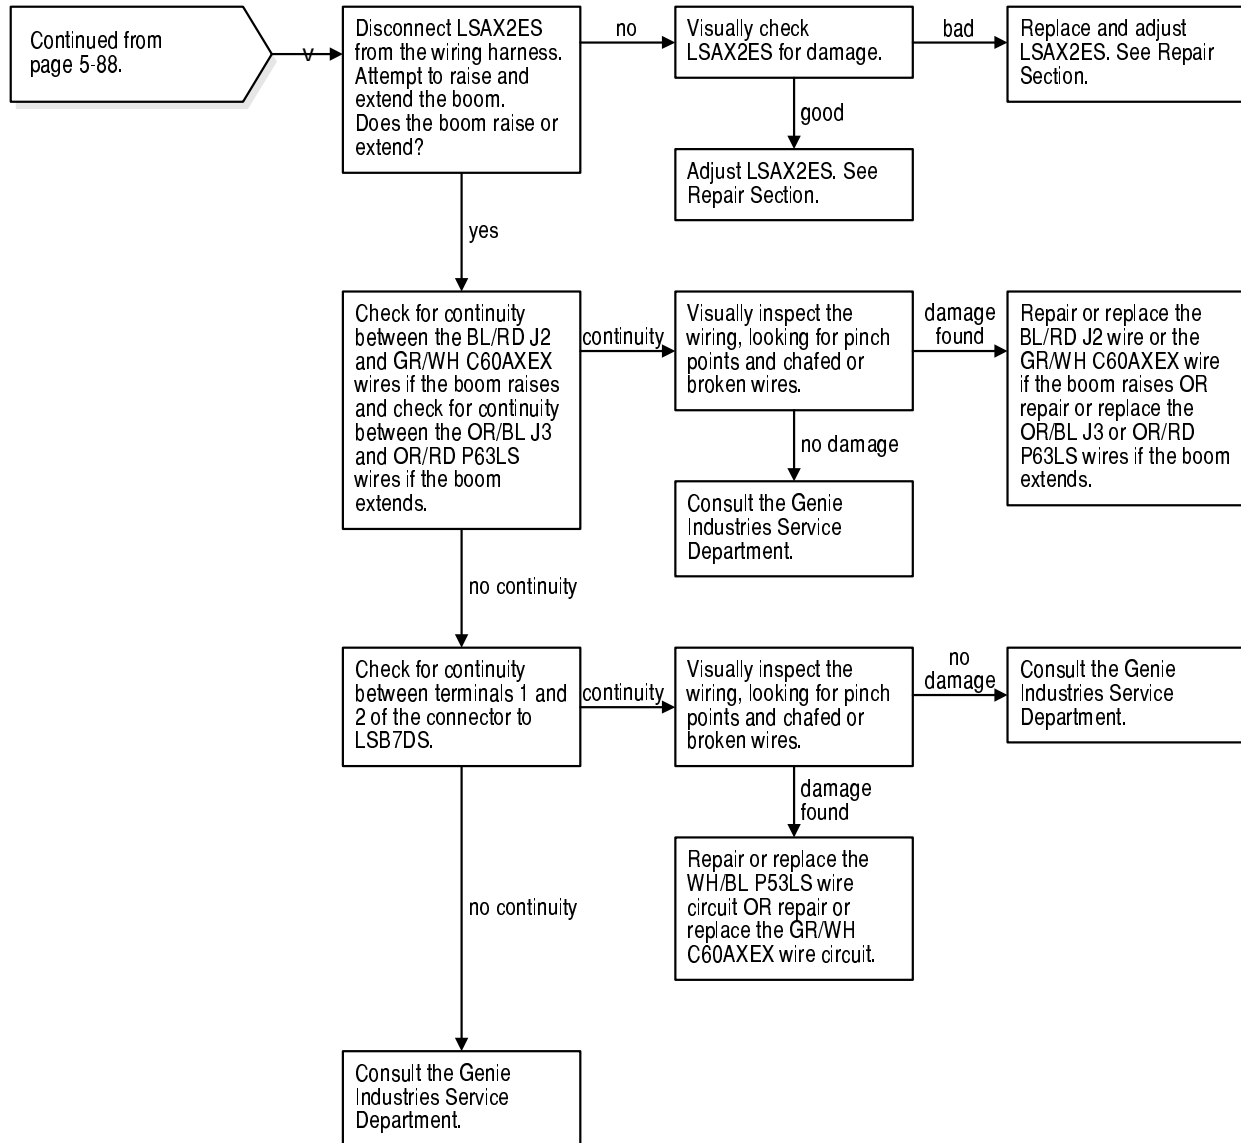 Continued from
page 5-88.
v
Disconnect LSAX2ES
from the wiring harness.
Attempt to raise and
extend the boom.
Does the boom raise or
extend?
no
Visually check
LSAX2ES for damage.
bad
Replace and adjust
LSAX2ES. See Repair
Section.
good
Adjust LSAX2ES. See
Repair Section.
yes
Check for continuity
between the BL/RD J2
and GR/WH C60AXEX
wires if the boom raises
and check for continuity
between the OR/BL J3
and OR/RD P63LS
wires if the boom
extends.
continuity
Visually inspect the
wiring, looking for pinch
points and chafed or
broken wires.
damage
found
Repair or replace the
BL/RD J2 wire or the
GR/WH C60AXEX wire
if the boom raises OR
repair or replace the
OR/BL J3 or OR/RD
P63LS wires if the boom
extends.
no damage
Consult the Genie
Industries Service
Department.
no continuity
Check for continuity
between terminals 1 and
2 of the connector to
LSB7DS.
continuity
Visually inspect the
wiring, looking for pinch
points and chafed or
broken wires.
no
damage
Consult the Genie
Industries Service
Department.
damage
found
Repair or replace the
WH/BL P53LS wire
circuit OR repair or
replace the GR/WH
C60AXEX wire circuit.
no continuity
Consult the Genie
Industries Service
Department.